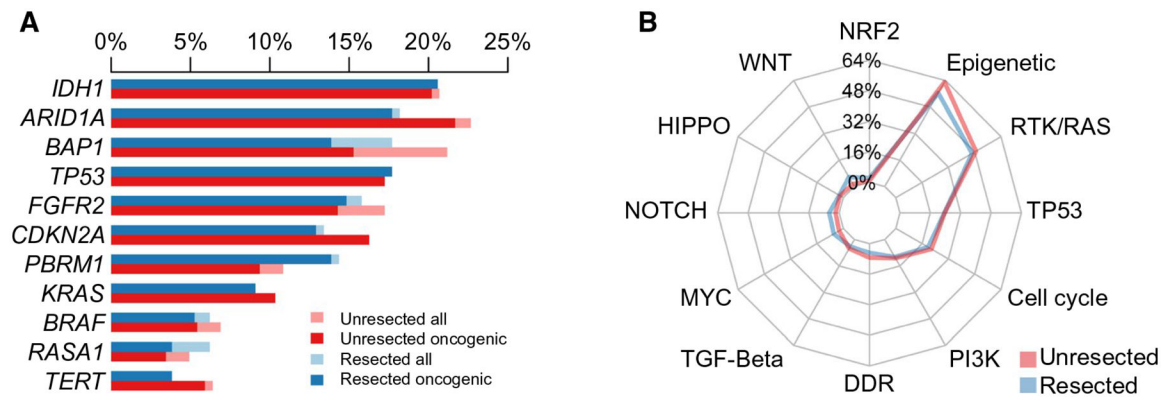 A
0% 5% 10% 15% 20% 25%
IDH1
ARID1A
BAP1
TP53
FGFR2
CDKN2A
PBRM1
KRAS
BRAF
RASA1
TERT
Unresected all
Unresected oncogenic
Resected all
Resected oncogenic
B
NRF2
64%
48%
32%
16%
0%
Epigenetic
RTK/RAS
TP53
Cell cycle
PI3K
DDR
TGF-Beta
MYC
NOTCH
HIPPO
WNT
Unresected
Resected